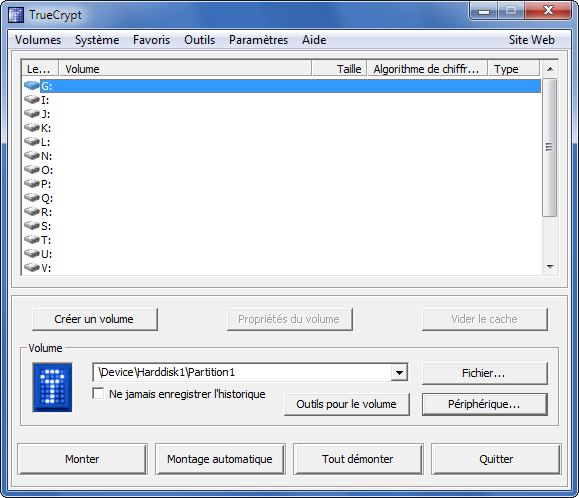 TrueCrypt
Volumes Système Favoris Outils Paramètres Aide Site Web
Le... Volume Taille Algorithme de chiffr... Type
G:
I:
J:
K:
L:
N:
O:
P:
Q:
R:
S:
T:
U:
V:
Créer un volume Propriétés du volume Vider le cache
Volume
\Device\Harddisk1\Partition1 Fichier...
Ne jamais enregistrer l'historique
Outils pour le volume Périphérique...
Monter Montage automatique Tout démonter Quitter